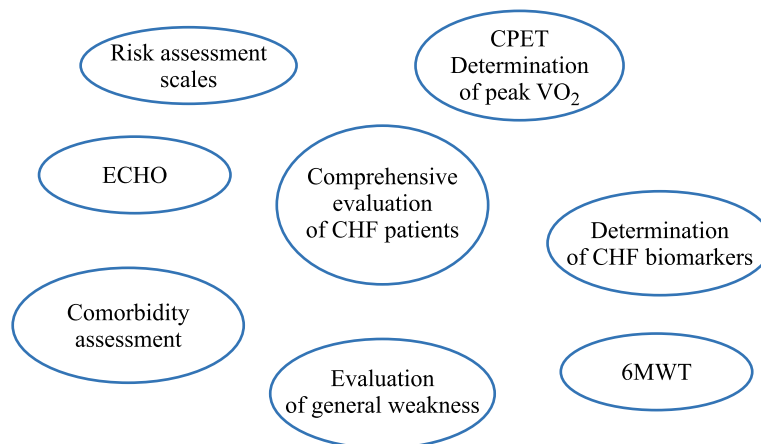 Risk assessment
scales
CPET
Determination
of peak VO₂
ECHO
Comprehensive
evaluation
of CHF patients
Determination
of CHF biomarkers
Comorbidity
assessment
Evaluation
of general weakness
6MWT